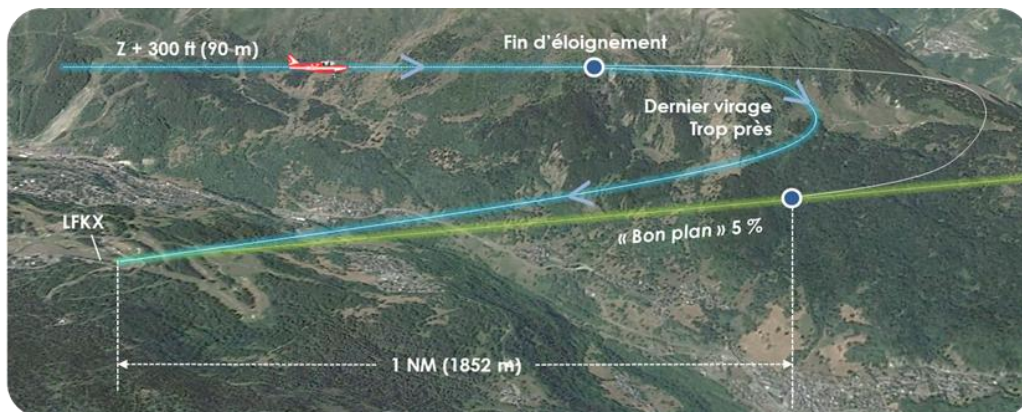 Z + 300 ft (90 m)
Fin d'éloignement
Dernier virage
Trop près
LFKX
« Bon plan » 5 %
1 NM (1852 m)